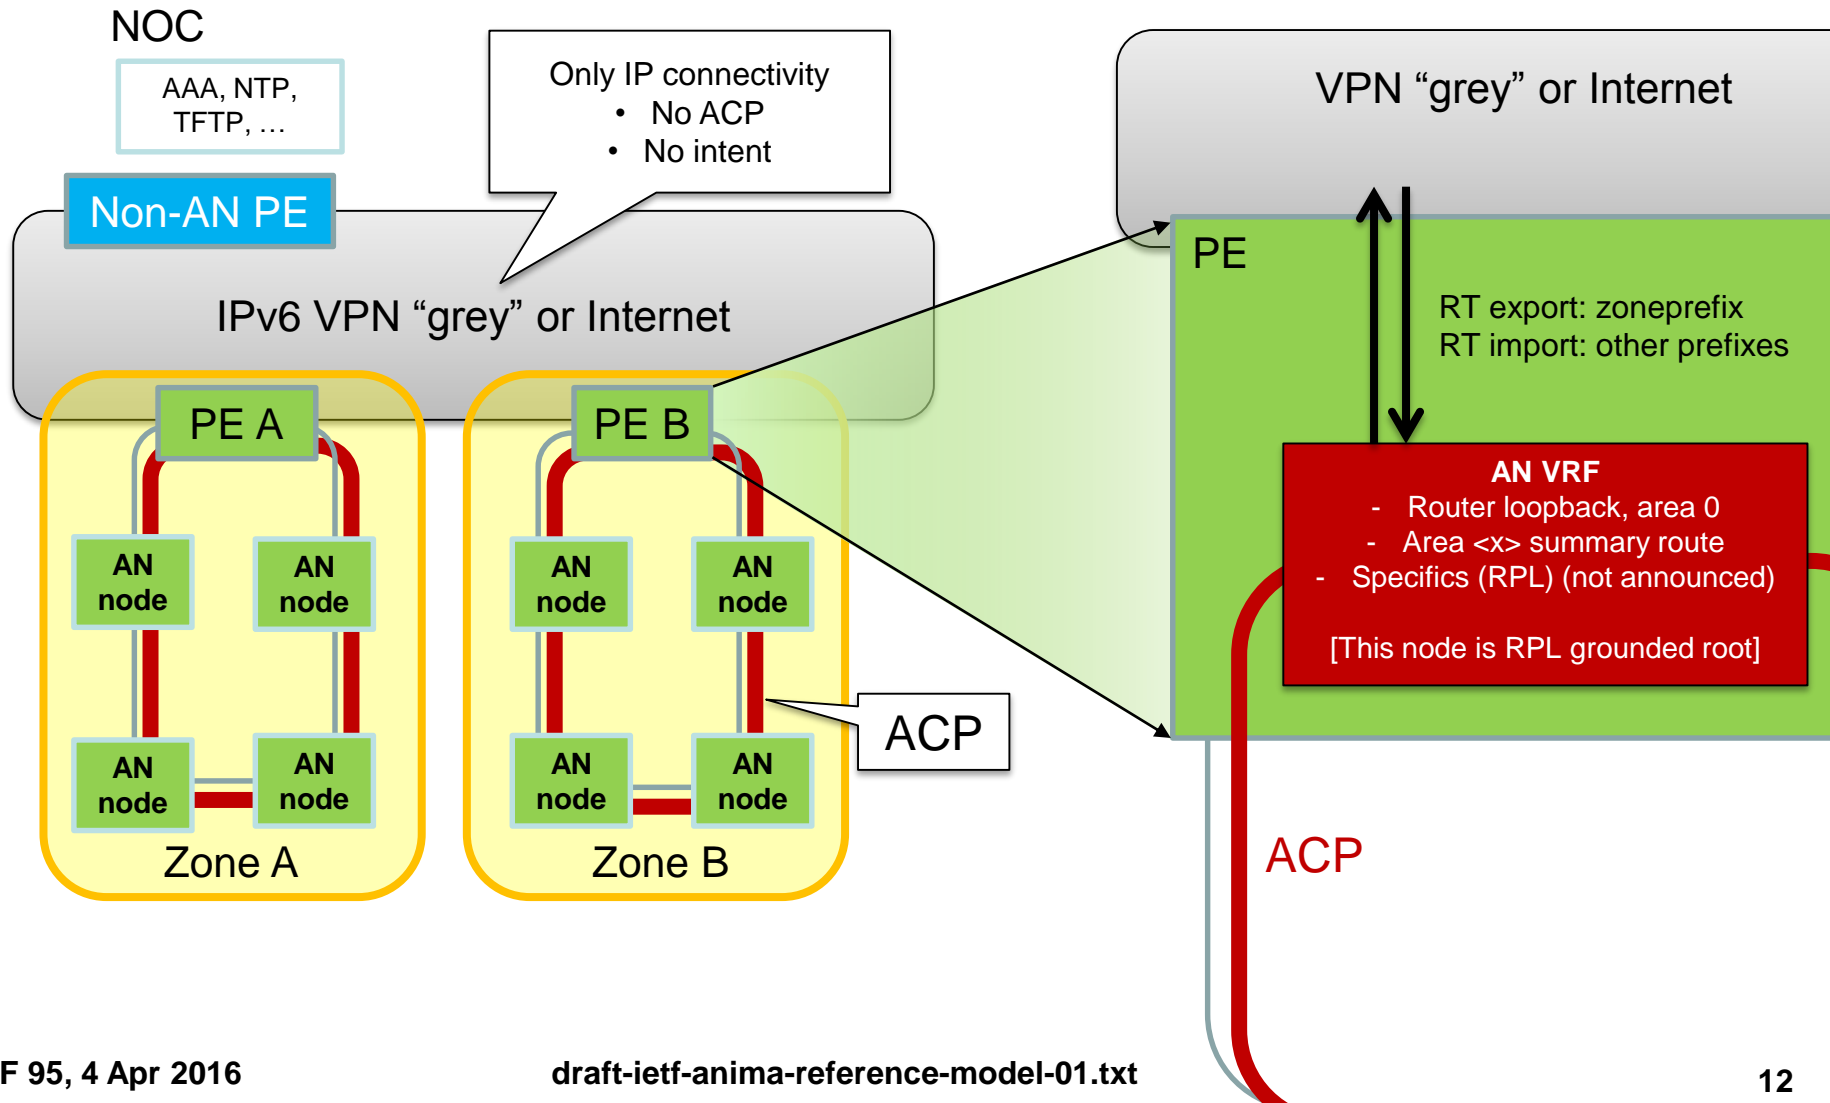 NOC
AAA, NTP,
TFTP, …
Non-AN PE
Only IP connectivity
• No ACP
• No intent
IPv6 VPN “grey” or Internet
PE A
PE B
AN
node
AN
node
AN
node
AN
node
Zone A
AN
node
AN
node
AN
node
AN
node
Zone B
ACP
VPN “grey” or Internet
PE
RT export: zoneprefix
RT import: other prefixes
AN VRF
- Router loopback, area 0
- Area <x> summary route
- Specifics (RPL) (not announced)
[This node is RPL grounded root]
ACP
F 95, 4 Apr 2016
draft-ietf-anima-reference-model-01.txt
12